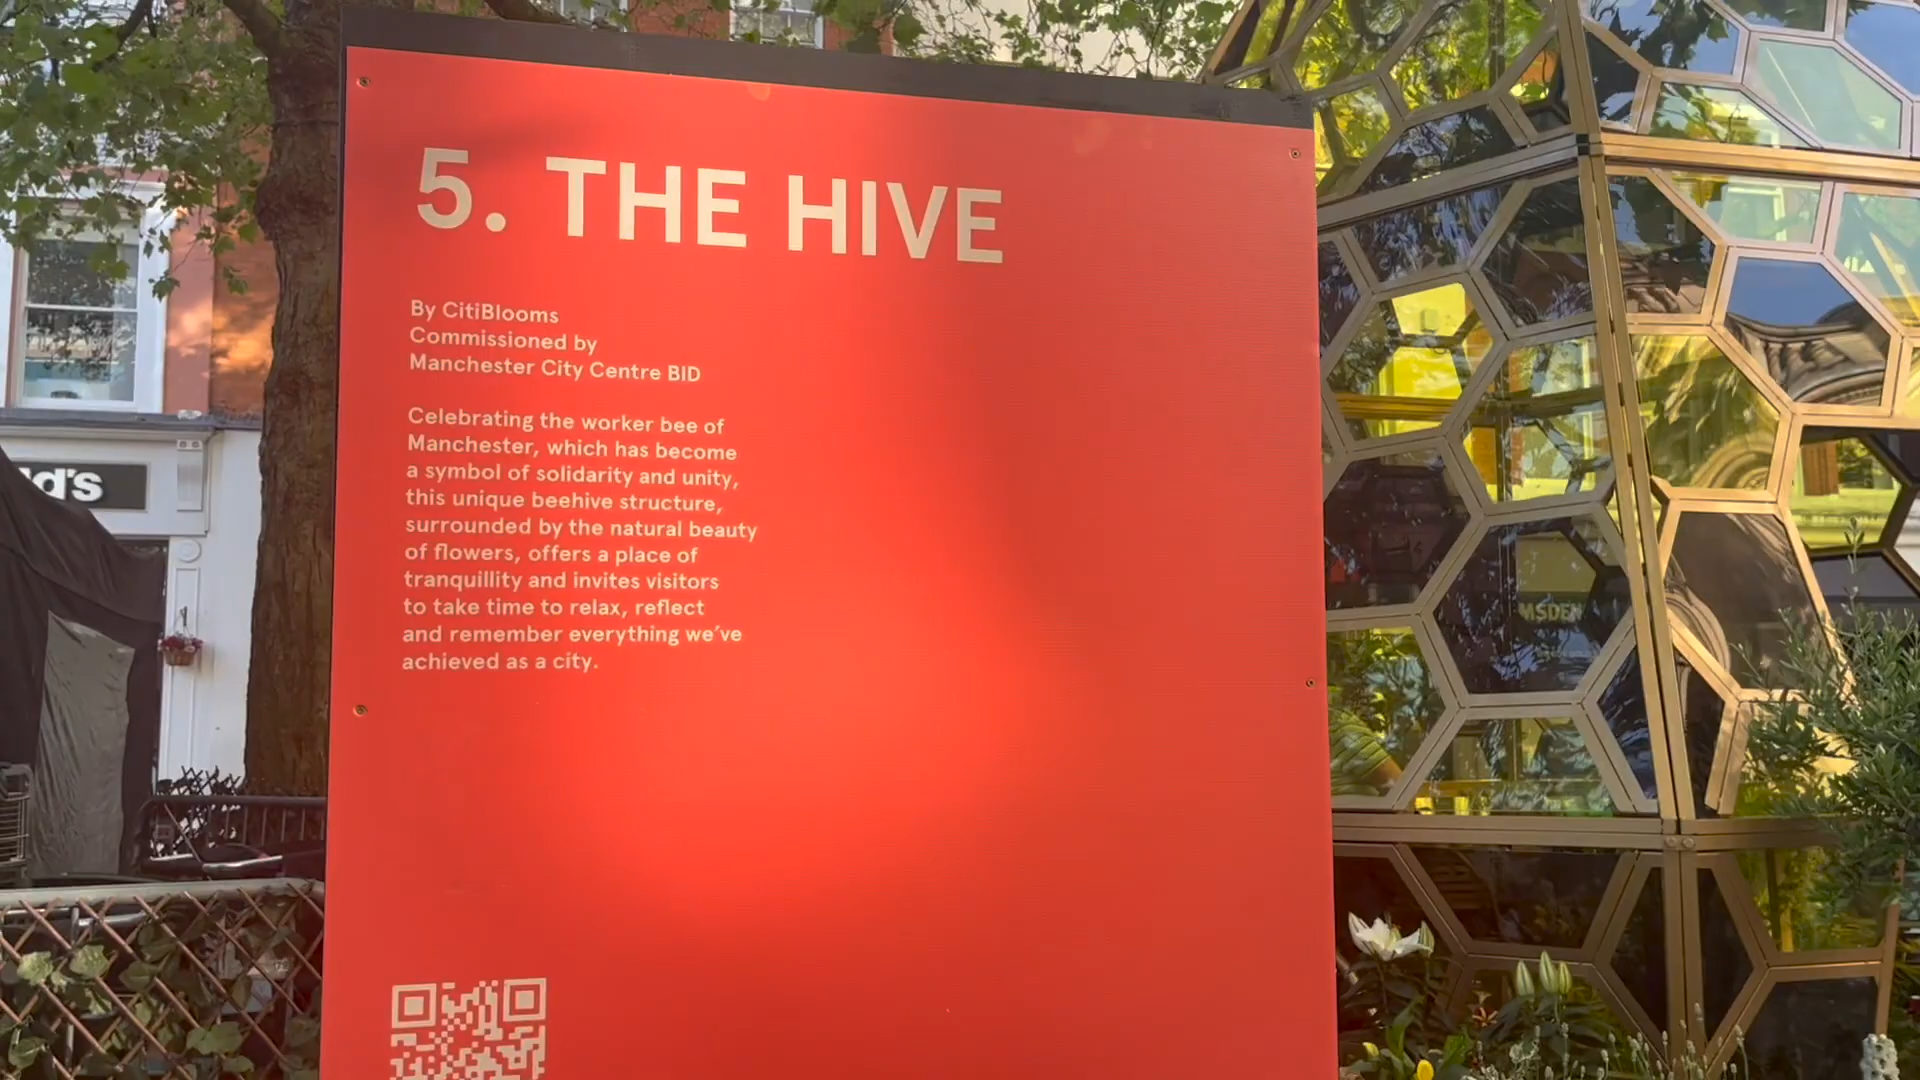 5. THE HIVE
By CitiBlooms
Commissioned by
Manchester City Centre BID
Celebrating the worker bee of
Manchester, which has become
a symbol of solidarity and unity,
this unique beehive structure,
surrounded by the natural beauty
of flowers, offers a place of
tranquillity and invites visitors
to take time to relax, reflect
and remember everything we've
achieved as a city.